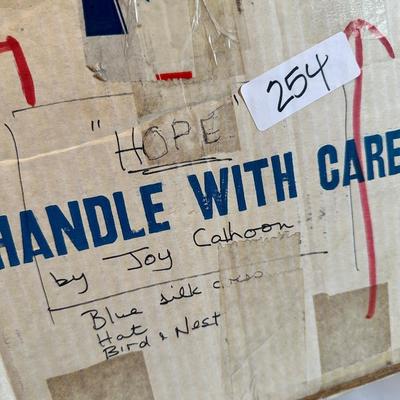 254
"HOPE"
HANDLE WITH CARE
by Joy Calhoon
Blue silk
Hat
Bird & Nest